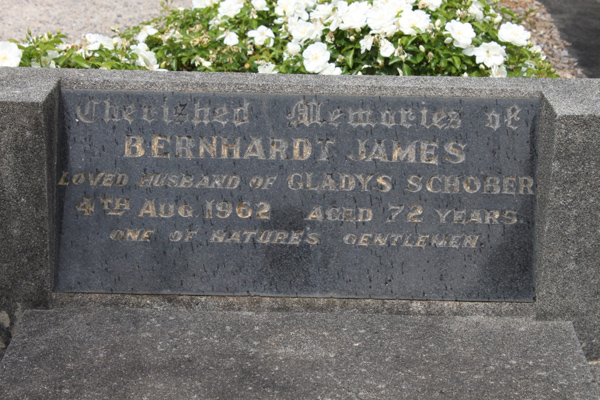 Cherished Memories of
BERNHARDT JAMES
LOVED HUSBAND OF GLADYS SCHOBER
4TH AUG. 1962 AGED 72 YEARS.
ONE OF NATURE'S GENTLEMEN.